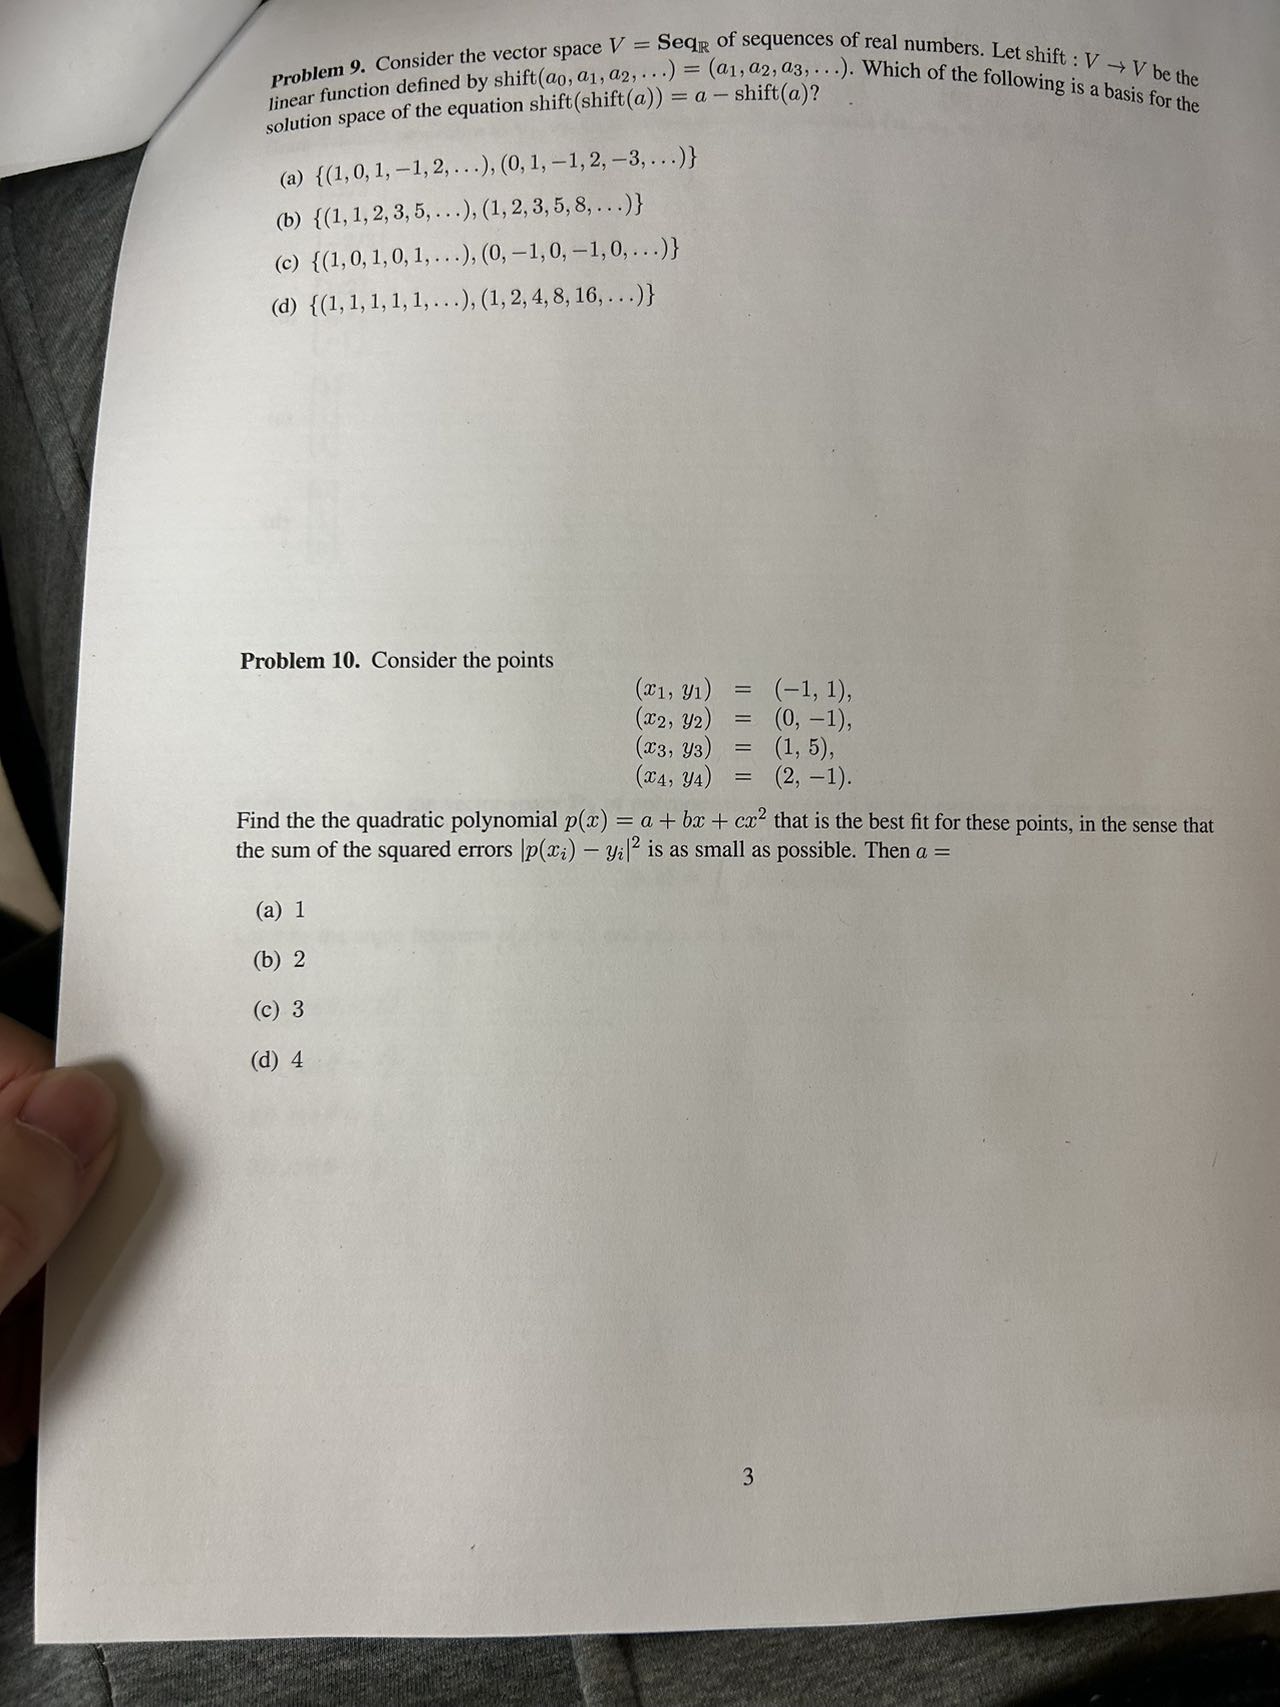 Problem 9. Consider the vector space V = Seqℝ of sequences of real numbers. Let shift : V → V be the
linear function defined by shift(a₀, a₁, a₂, . . .) = (a₁, a₂, a₃, . . .). Which of the following is a basis for the
solution space of the equation shift(shift(a)) = a − shift(a)?
(a) {(1, 0, 1, −1, 2, . . .), (0, 1, −1, 2, −3, . . .)}
(b) {(1, 1, 2, 3, 5, . . .), (1, 2, 3, 5, 8, . . .)}
(c) {(1, 0, 1, 0, 1, . . .), (0, −1, 0, −1, 0, . . .)}
(d) {(1, 1, 1, 1, 1, . . .), (1, 2, 4, 8, 16, . . .)}
Problem 10. Consider the points
(x₁, y₁) = (−1, 1),
(x₂, y₂) = (0, −1),
(x₃, y₃) = (1, 5),
(x₄, y₄) = (2, −1).
Find the the quadratic polynomial p(x) = a + bx + cx² that is the best fit for these points, in the sense that
the sum of the squared errors |p(xᵢ) − yᵢ|² is as small as possible. Then a =
(a) 1
(b) 2
(c) 3
(d) 4
3